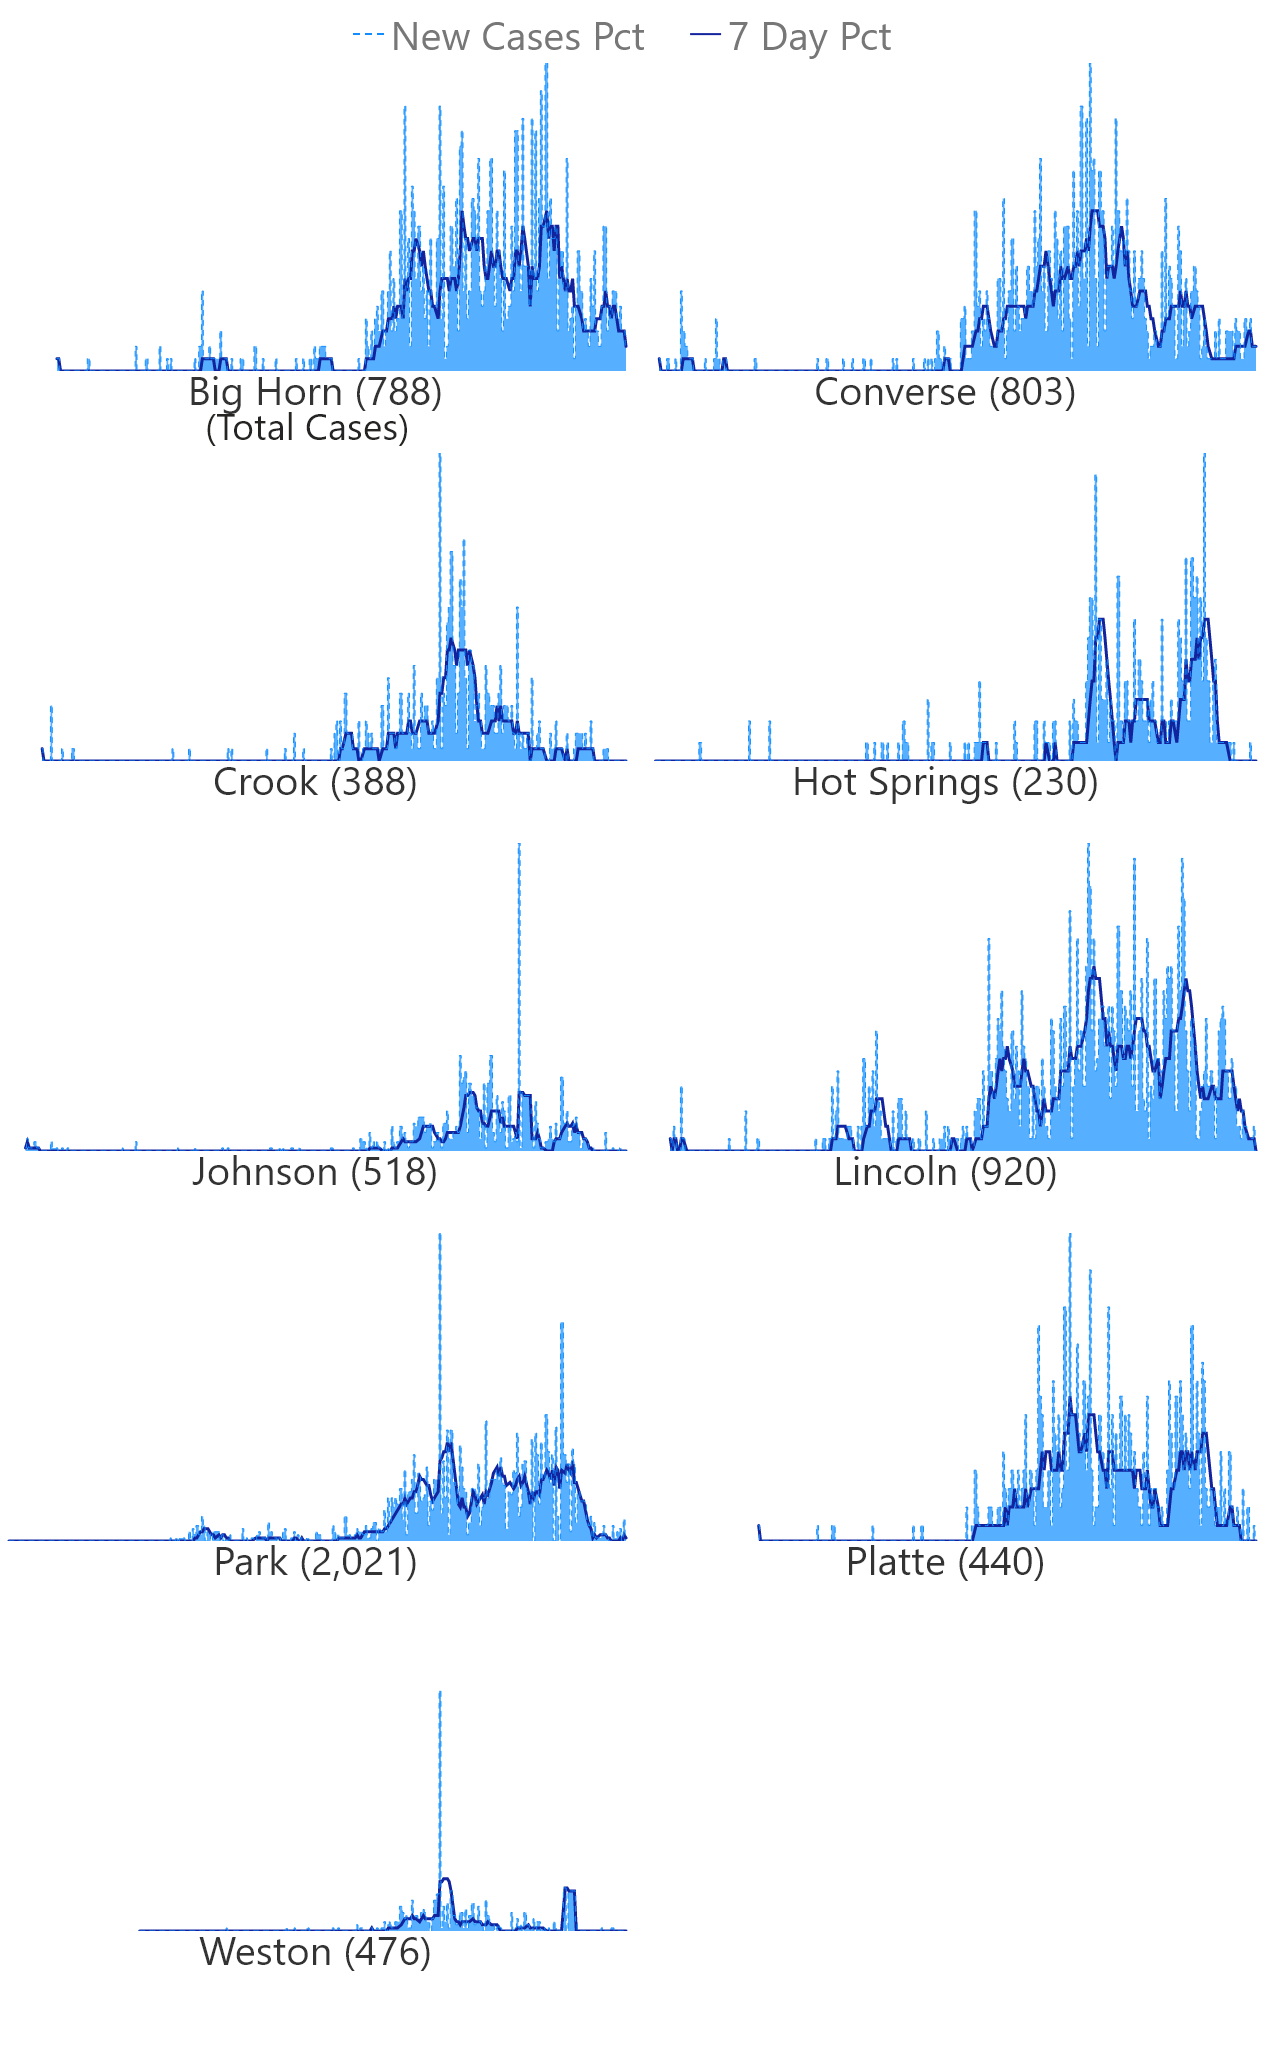 New Cases Pct 7 Day Pct
Big Horn (788) Converse (803)
(Total Cases)
Crook (388) Hot Springs (230)
Johnson (518) Lincoln (920)
Park (2,021) Platte (440)
Weston (476)